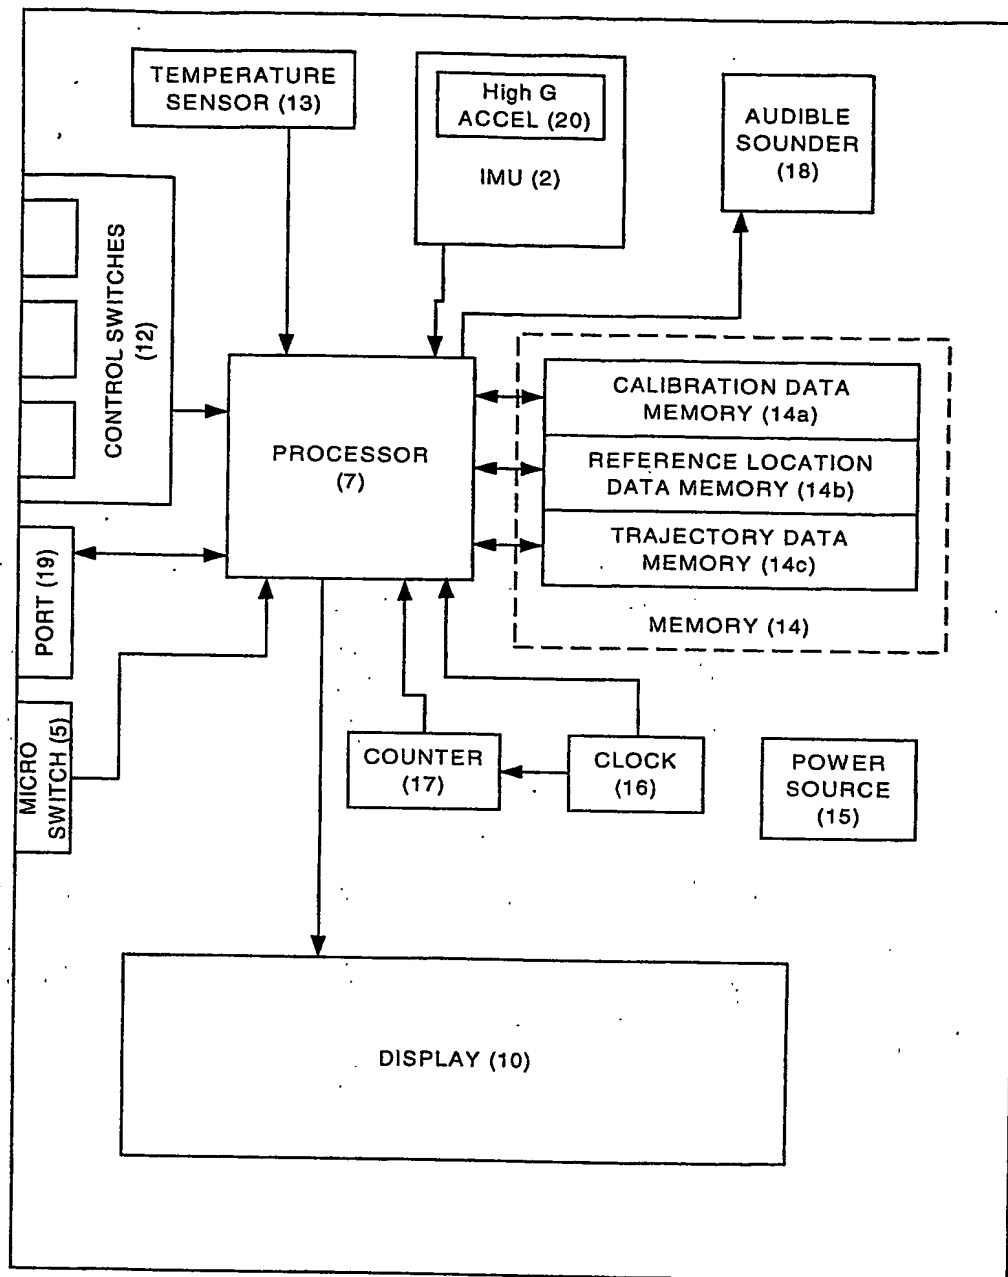 TEMPERATURE
SENSOR (13)
High G
ACCEL (20)
IMU (2)
AUDIBLE
SOUNDER
(18)
CONTROL SWITCHES
(12)
PROCESSOR
(7)
CALIBRATION DATA
MEMORY (14a)
REFERENCE LOCATION
DATA MEMORY (14b)
TRAJECTORY DATA
MEMORY (14c)
MEMORY (14)
PORT (19)
MICRO
SWITCH (5)
COUNTER
(17)
CLOCK
(16)
POWER
SOURCE
(15)
DISPLAY (10)